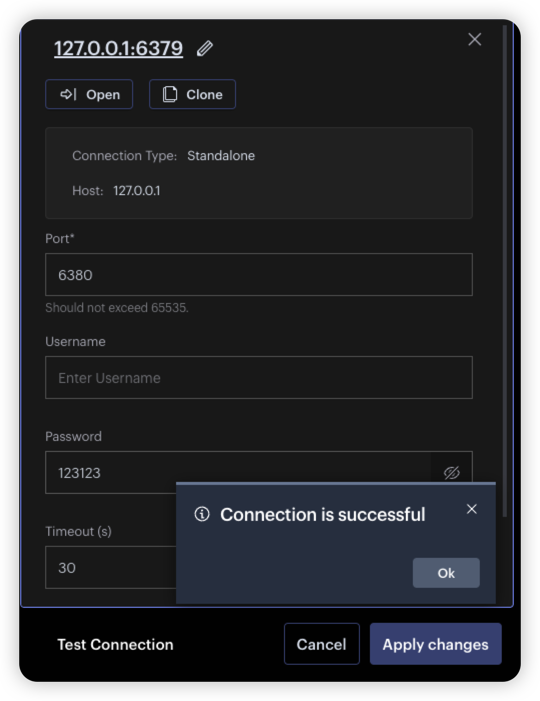 127.0.0.1:6379
Open
Clone
Connection Type: Standalone
Host: 127.0.0.1
Port*
6380
Should not exceed 65535.
Username
Enter Username
Password
123123
Connection is successful
Timeout (s)
30
Ok
Test Connection
Cancel
Apply changes